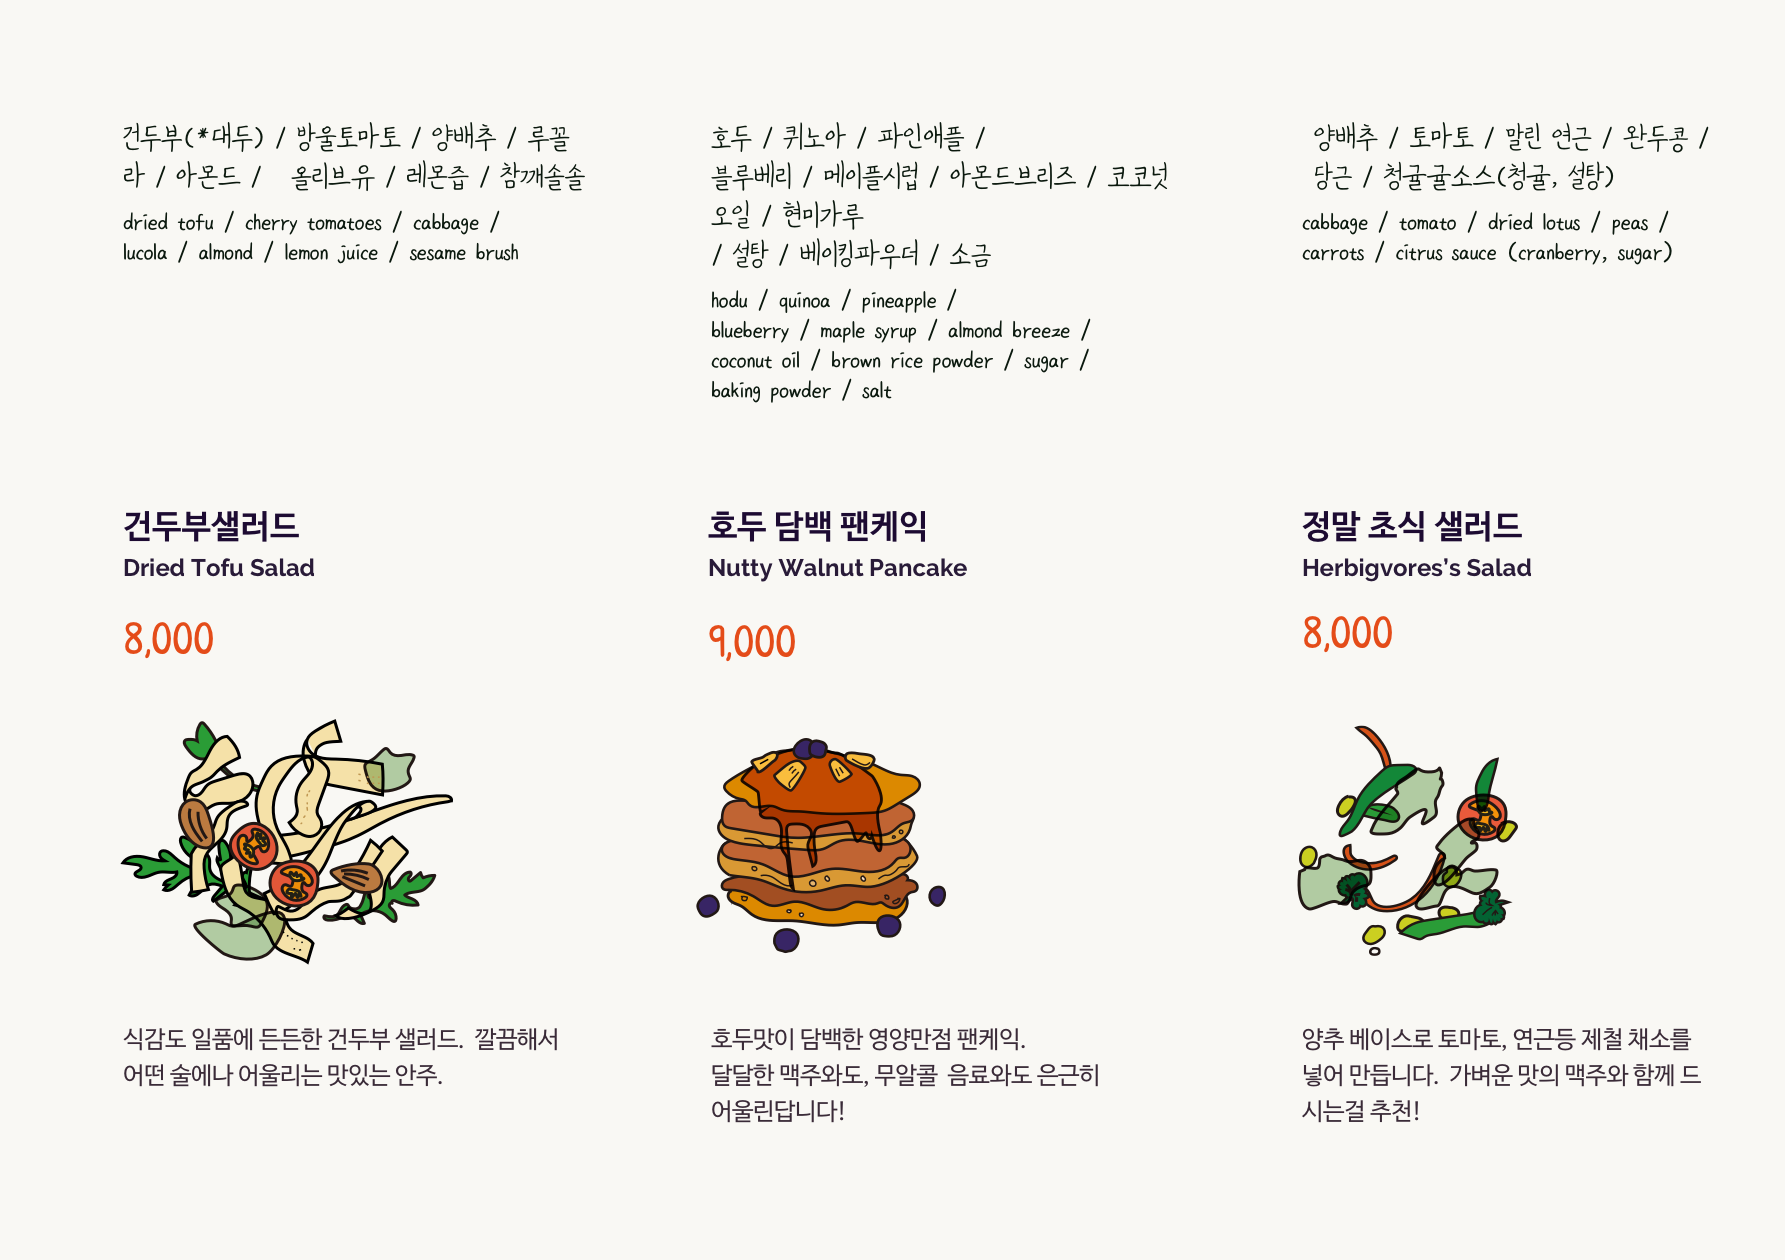 건두부(*대두) / 방울토마토 / 양배추 / 루꼴
라 / 아몬드 / 올리브유 / 레몬즙 / 참깨솔솔
dried tofu / cherry tomatoes / cabbage /
lucola / almond / lemon juice / sesame brush
건두부샐러드
Dried Tofu Salad
8,000
식감도 일품에 든든한 건두부 샐러드. 깔끔해서
어떤 술에나 어울리는 맛있는 안주.
호두 / 퀴노아 / 파인애플 /
블루베리 / 메이플시럽 / 아몬드브리즈 / 코코넛
오일 / 현미가루
/ 설탕 / 베이킹파우더 / 소금
hodu / quinoa / pineapple /
blueberry / maple syrup / almond breeze /
coconut oil / brown rice powder / sugar /
baking powder / salt
호두 담백 팬케익
Nutty Walnut Pancake
9,000
호두맛이 담백한 영양만점 팬케익.
달달한 맥주와도, 무알콜 음료와도 은근히
어울린답니다!
양배추 / 토마토 / 말린 연근 / 완두콩 /
당근 / 청귤귤소스(청귤, 설탕)
cabbage / tomato / dried lotus / peas /
carrots / citrus sauce (cranberry, sugar)
정말 초식 샐러드
Herbigvores's Salad
8,000
양추 베이스로 토마토, 연근등 제철 채소를
넣어 만듭니다. 가벼운 맛의 맥주와 함께 드
시는걸 추천!